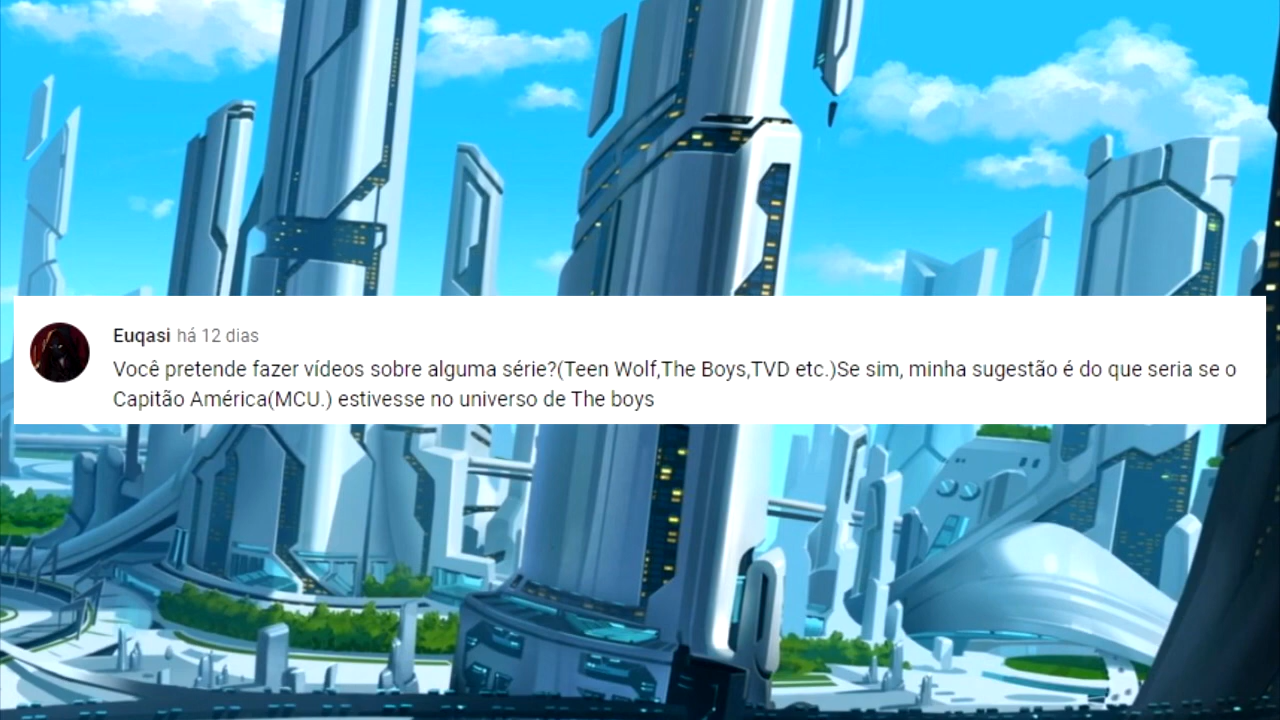 Euqasi há 12 dias
Você pretende fazer vídeos sobre alguma série?(Teen Wolf,The Boys,TVD etc.)Se sim, minha sugestão é do que seria se o
Capitão América(MCU.) estivesse no universo de The boys